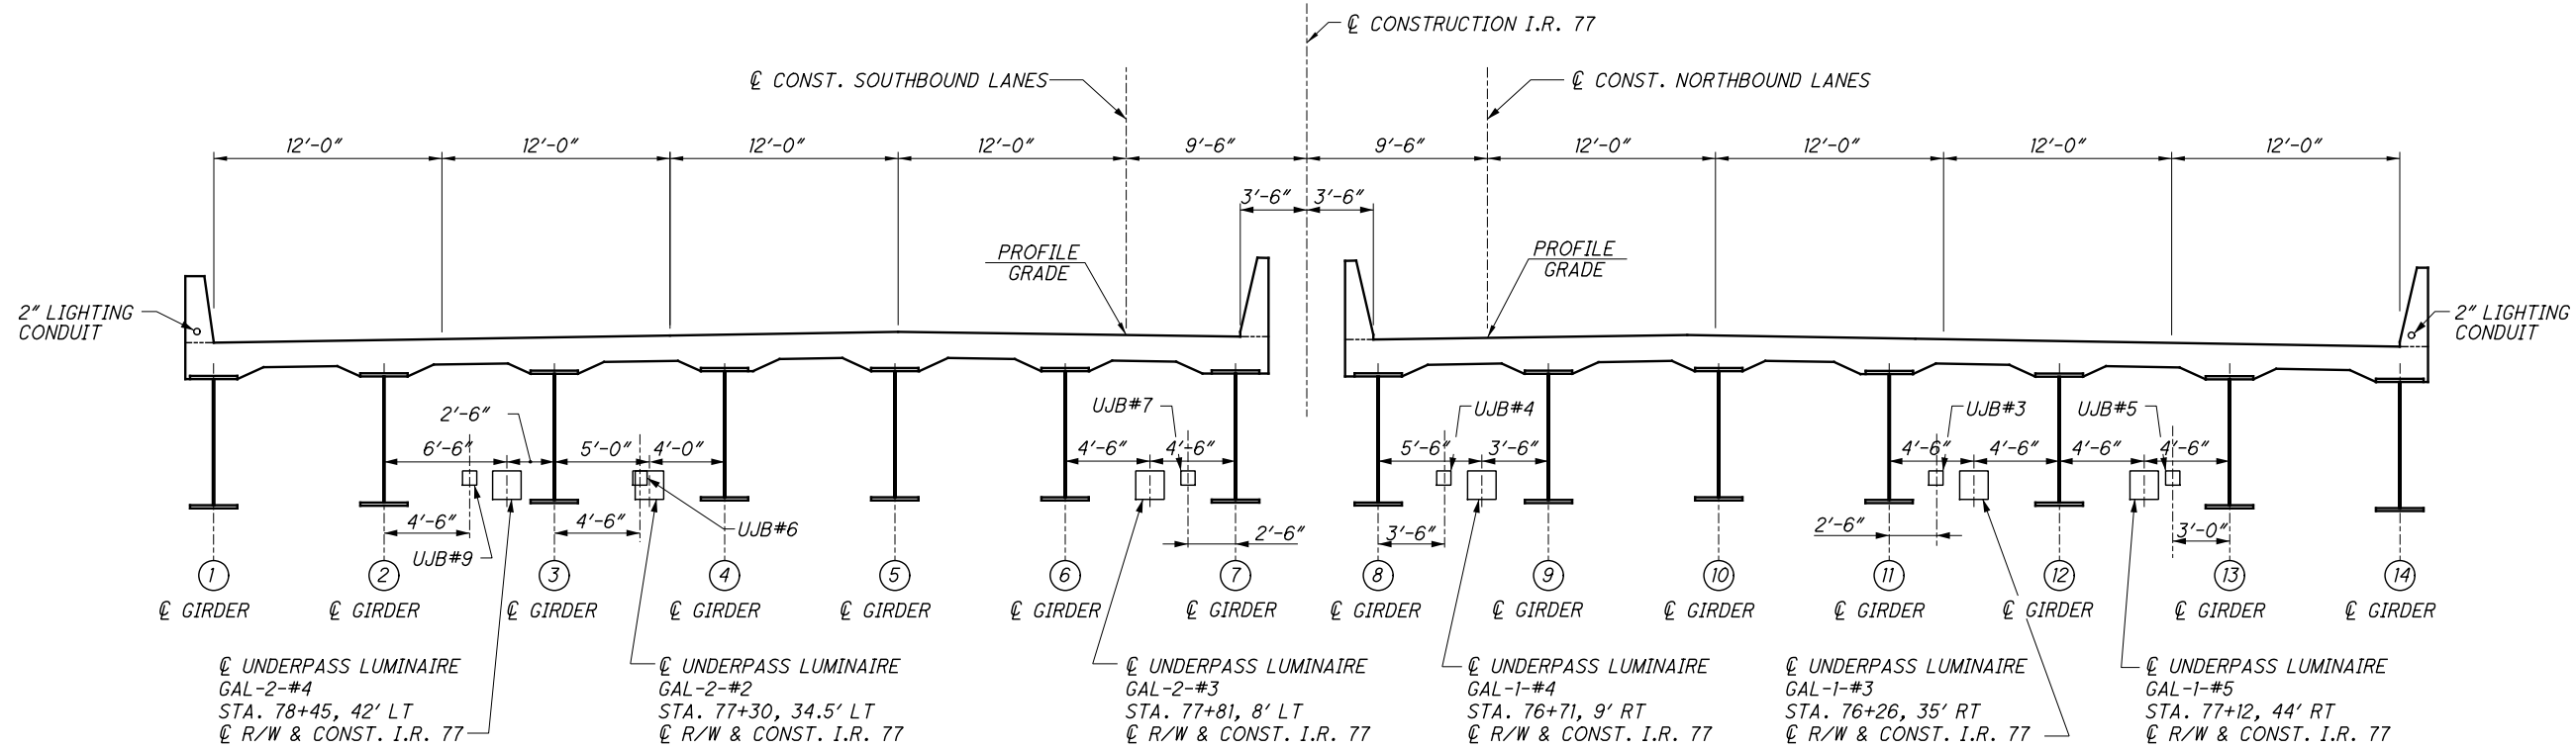 ℄ CONSTRUCTION I.R. 77
℄ CONST. SOUTHBOUND LANES
℄ CONST. NORTHBOUND LANES
12'-0"
12'-0"
12'-0"
12'-0"
9'-6"
9'-6"
12'-0"
12'-0"
12'-0"
12'-0"
3'-6"
3'-6"
PROFILE
GRADE
PROFILE
GRADE
2" LIGHTING
CONDUIT
2" LIGHTING
CONDUIT
2'-6"
6'-6"
5'-0"
4'-0"
UJB#7
4'-6"
4'-6"
UJB#4
5'-6"
3'-6"
UJB#3
4'-6"
4'-6"
UJB#5
4'-6"
4'-6"
4'-6"
UJB#9
4'-6"
UJB#6
2'-6"
3'-6"
2'-6"
3'-0"
1
2
3
4
5
6
7
8
9
10
11
12
13
14
℄ GIRDER
℄ GIRDER
℄ GIRDER
℄ GIRDER
℄ GIRDER
℄ GIRDER
℄ GIRDER
℄ GIRDER
℄ GIRDER
℄ GIRDER
℄ GIRDER
℄ GIRDER
℄ GIRDER
℄ GIRDER
℄ UNDERPASS LUMINAIRE
GAL-2-#4
STA. 78+45, 42' LT
℄ R/W & CONST. I.R. 77
℄ UNDERPASS LUMINAIRE
GAL-2-#2
STA. 77+30, 34.5' LT
℄ R/W & CONST. I.R. 77
℄ UNDERPASS LUMINAIRE
GAL-2-#3
STA. 77+81, 8' LT
℄ R/W & CONST. I.R. 77
℄ UNDERPASS LUMINAIRE
GAL-1-#4
STA. 76+71, 9' RT
℄ R/W & CONST. I.R. 77
℄ UNDERPASS LUMINAIRE
GAL-1-#3
STA. 76+26, 35' RT
℄ R/W & CONST. I.R. 77
℄ UNDERPASS LUMINAIRE
GAL-1-#5
STA. 77+12, 44' RT
℄ R/W & CONST. I.R. 77